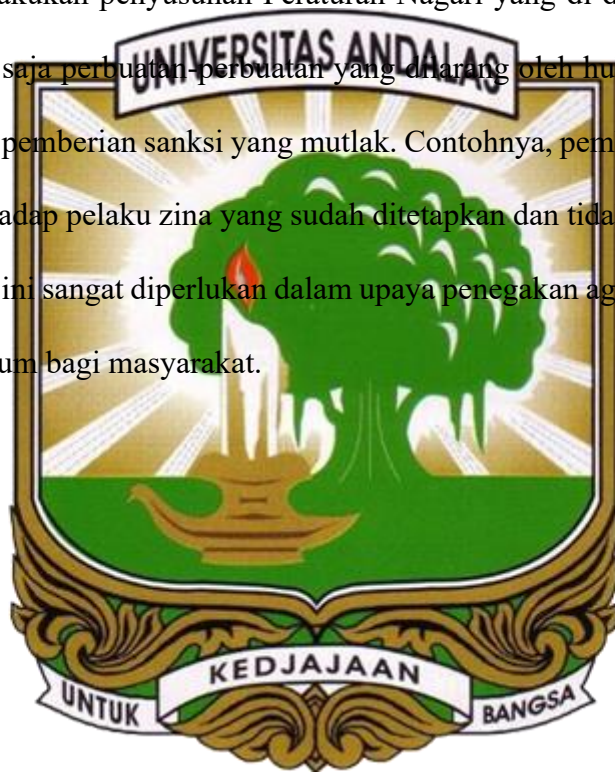 akukan penyusunan Peraturan Nagari yang di d
UNIVERSITAS ANDALAS
saja perbuatan-perbuatan yang dilarang oleh hu
pemberian sanksi yang mutlak. Contohnya, pem
adap pelaku zina yang sudah ditetapkan dan tida
ini sangat diperlukan dalam upaya penegakan ag
um bagi masyarakat.
UNTUK KEDJAJAAN BANGSA